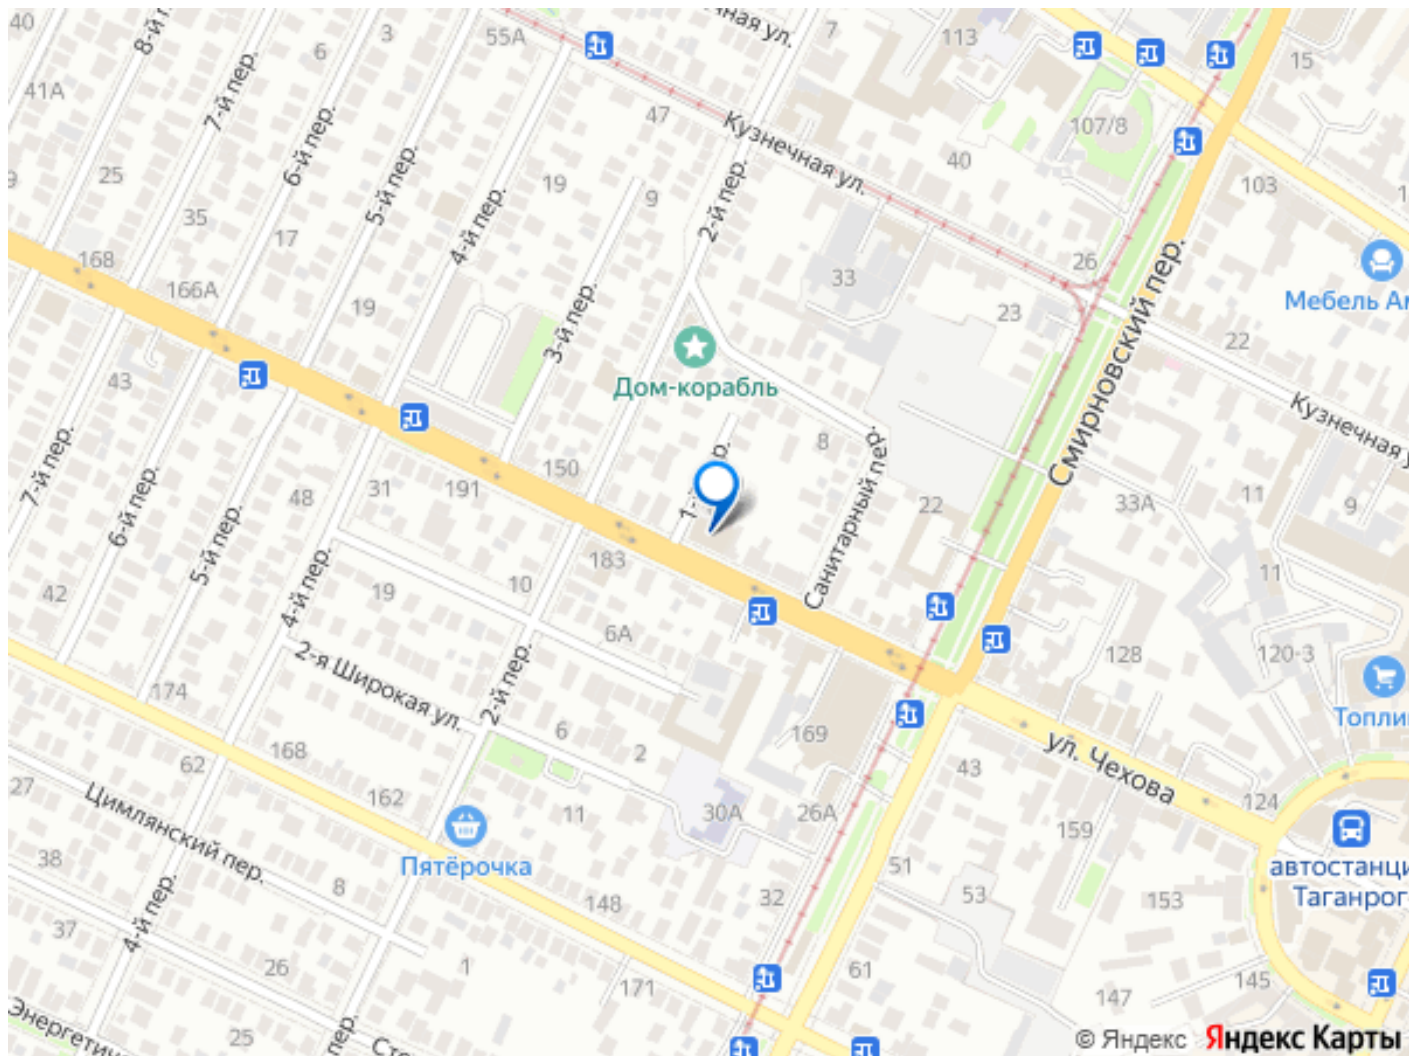 40
8-й
3
55А
7
ная ул.
113
15
41А
7-й пер.
6
6-й пер.
47
Кузнечная ул.
107/8
25
5-й пер.
19
9
2-й пер.
40
103
35
17
4-й пер.
168
166А
19
3-й пер.
33
26
23
Смирновский пер.
Мебель
22
Дом-корабль
43
Кузнечная
7-й пер.
6-й пер.
48
31
191
150
8
Санитарный пер.
22
33А
11
9
5-й пер.
183
11
42
4-й пер.
19
10
6А
128
120-3
2-я Широкая ул.
2-й пер.
174
Топли
168
62
6
2
169
43
ул. Чехова
27
Цимлянский пер.
162
11
30А
26А
124
159
Пятёрочка
автостанци
Таганрог
38
8
51
53
153
4-й пер.
148
32
37
26
1
171
61
147
145
25
пер.
© Яндекс Яндекс Карты